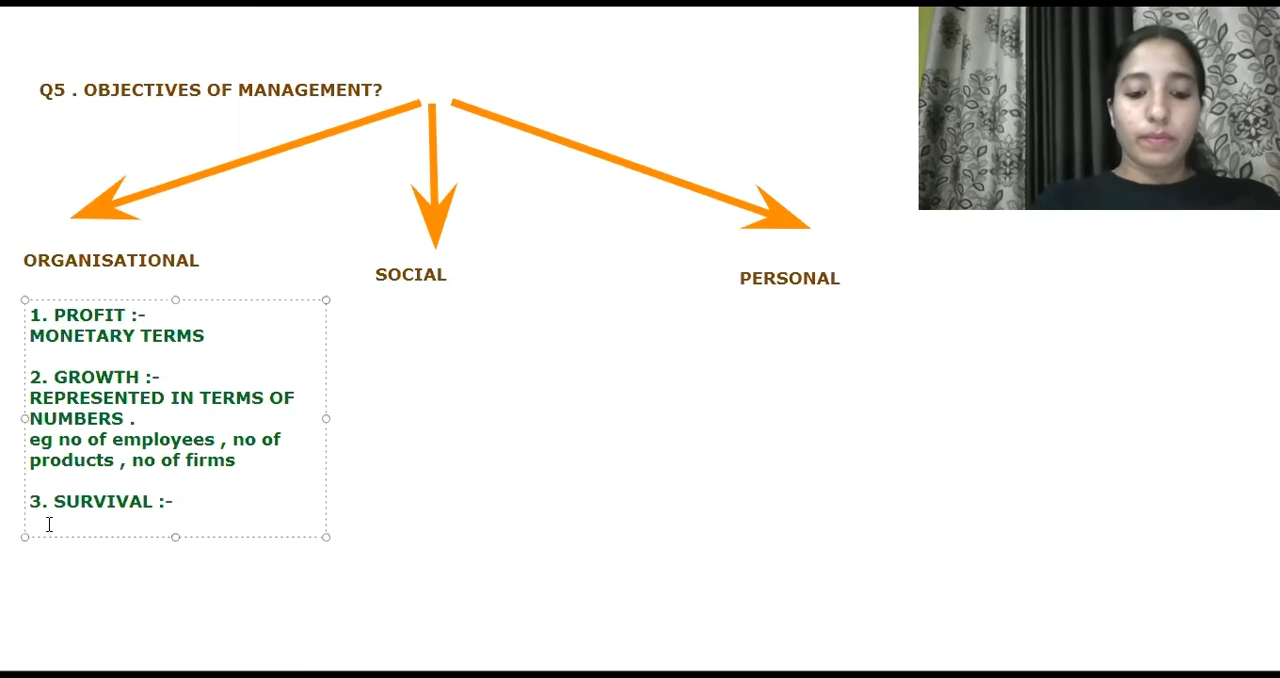 Q5 . OBJECTIVES OF MANAGEMENT?
ORGANISATIONAL
SOCIAL
PERSONAL
1. PROFIT :-
MONETARY TERMS
2. GROWTH :-
REPRESENTED IN TERMS OF
NUMBERS .
eg no of employees , no of
products , no of firms
3. SURVIVAL :-